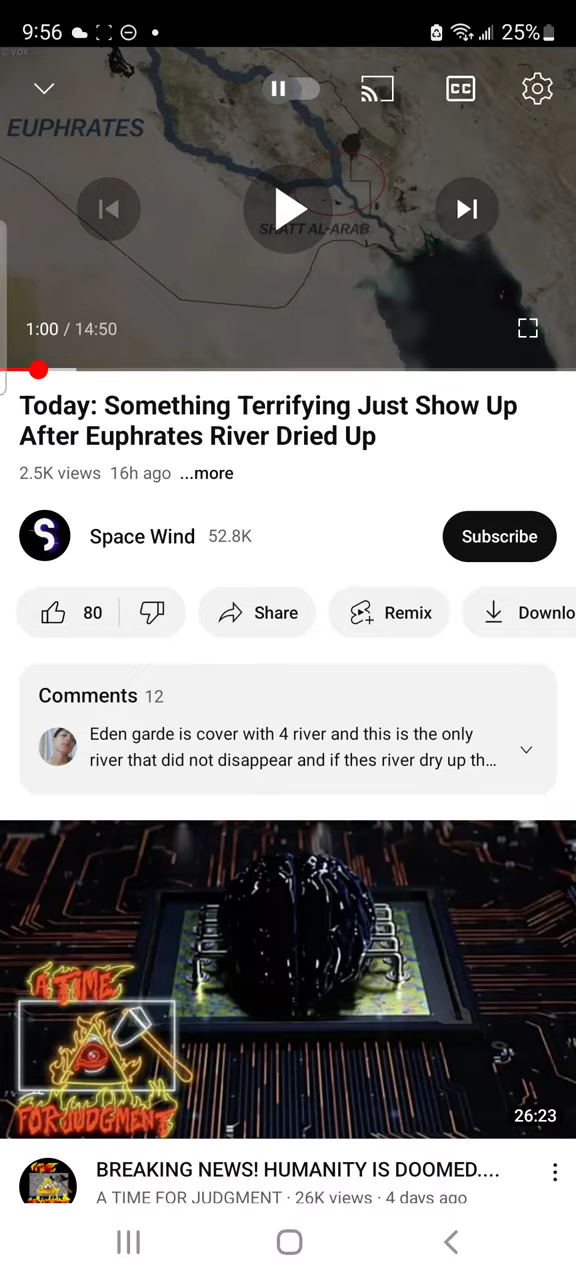 9:56
25%
© Vox
EUPHRATES
CC
SHATT AL-ARAB
1:00 / 14:50
Today: Something Terrifying Just Show Up
After Euphrates River Dried Up
2.5K views 16h ago ...more
Space Wind 52.8K
Subscribe
80
Share
Remix
Downlo
Comments 12
Eden garde is cover with 4 river and this is the only
river that did not disappear and if thes river dry up th...
A TIME
FOR JUDGMENT
26:23
BREAKING NEWS! HUMANITY IS DOOMED....
A TIME FOR JUDGMENT · 26K views · 4 days ago